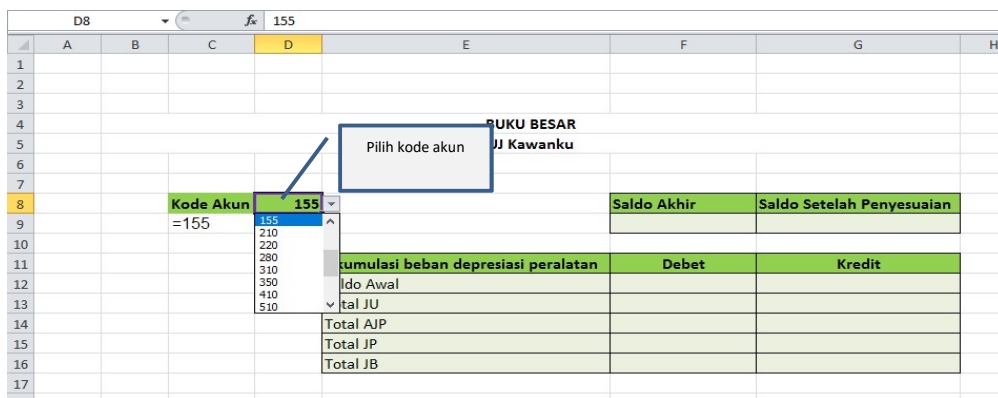 D8 fx 155
A B C D E F G H
1
2
3
4 BUKU BESAR
5 UJ Kawanku
Pilih kode akun
6
7
8 Kode Akun 155 Saldo Akhir Saldo Setelah Penyesuaian
9 =155
155
210
220
280
310
350
410
510
10
11 kumulasi beban depresiasi peralatan Debet Kredit
12 ldo Awal
13 tal JU
14 Total AJP
15 Total JP
16 Total JB
17